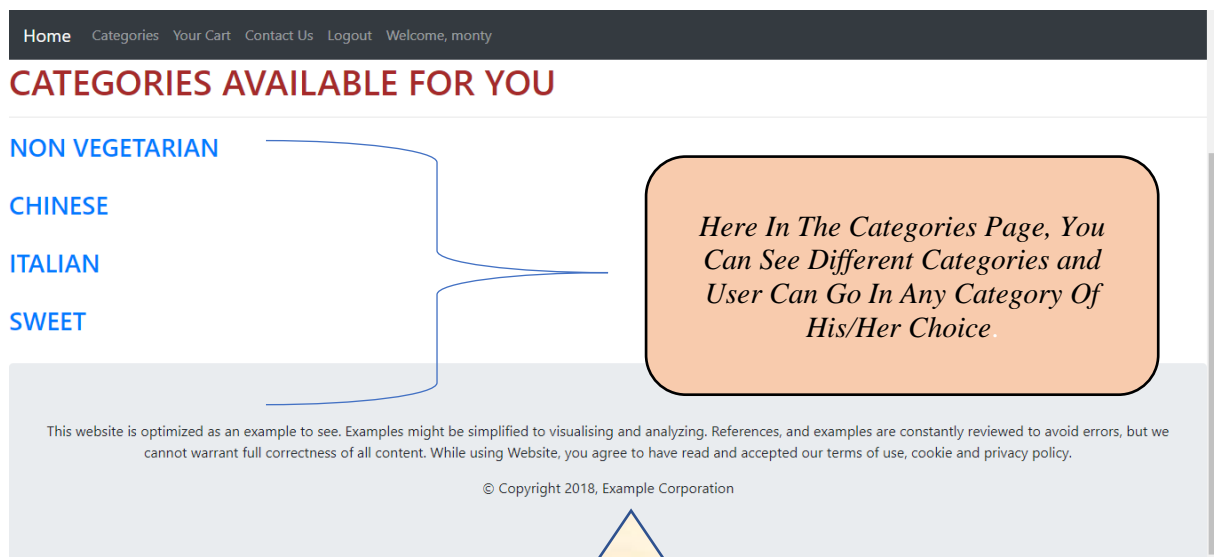 Home Categories Your Cart Contact Us Logout Welcome, monty
CATEGORIES AVAILABLE FOR YOU
NON VEGETARIAN
CHINESE
ITALIAN
SWEET
Here In The Categories Page, You
Can See Different Categories and
User Can Go In Any Category Of
His/Her Choice.
This website is optimized as an example to see. Examples might be simplified to visualising and analyzing. References, and examples are constantly reviewed to avoid errors, but we
cannot warrant full correctness of all content. While using Website, you agree to have read and accepted our terms of use, cookie and privacy policy.
© Copyright 2018, Example Corporation